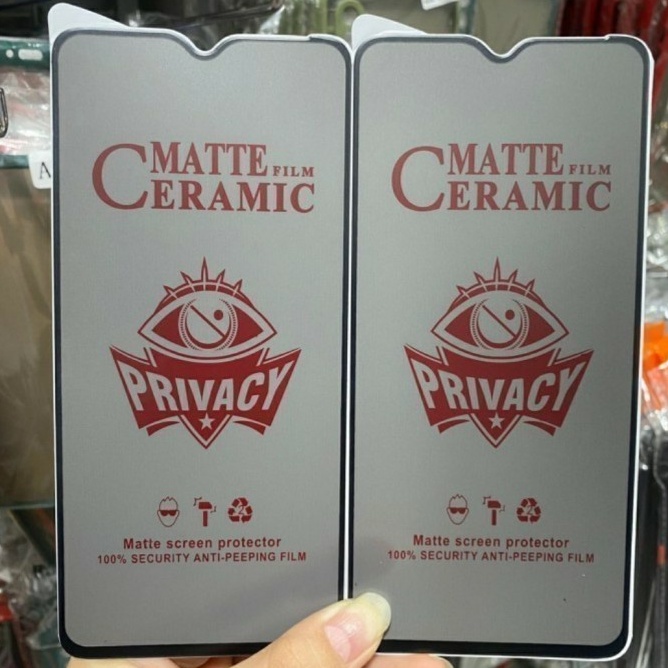 MATTE FILM
CERAMIC
PRIVACY
Matte screen protector
100% SECURITY ANTI-PEEPING FILM
MATTE FILM
CERAMIC
PRIVACY
Matte screen protector
100% SECURITY ANTI-PEEPING FILM
A